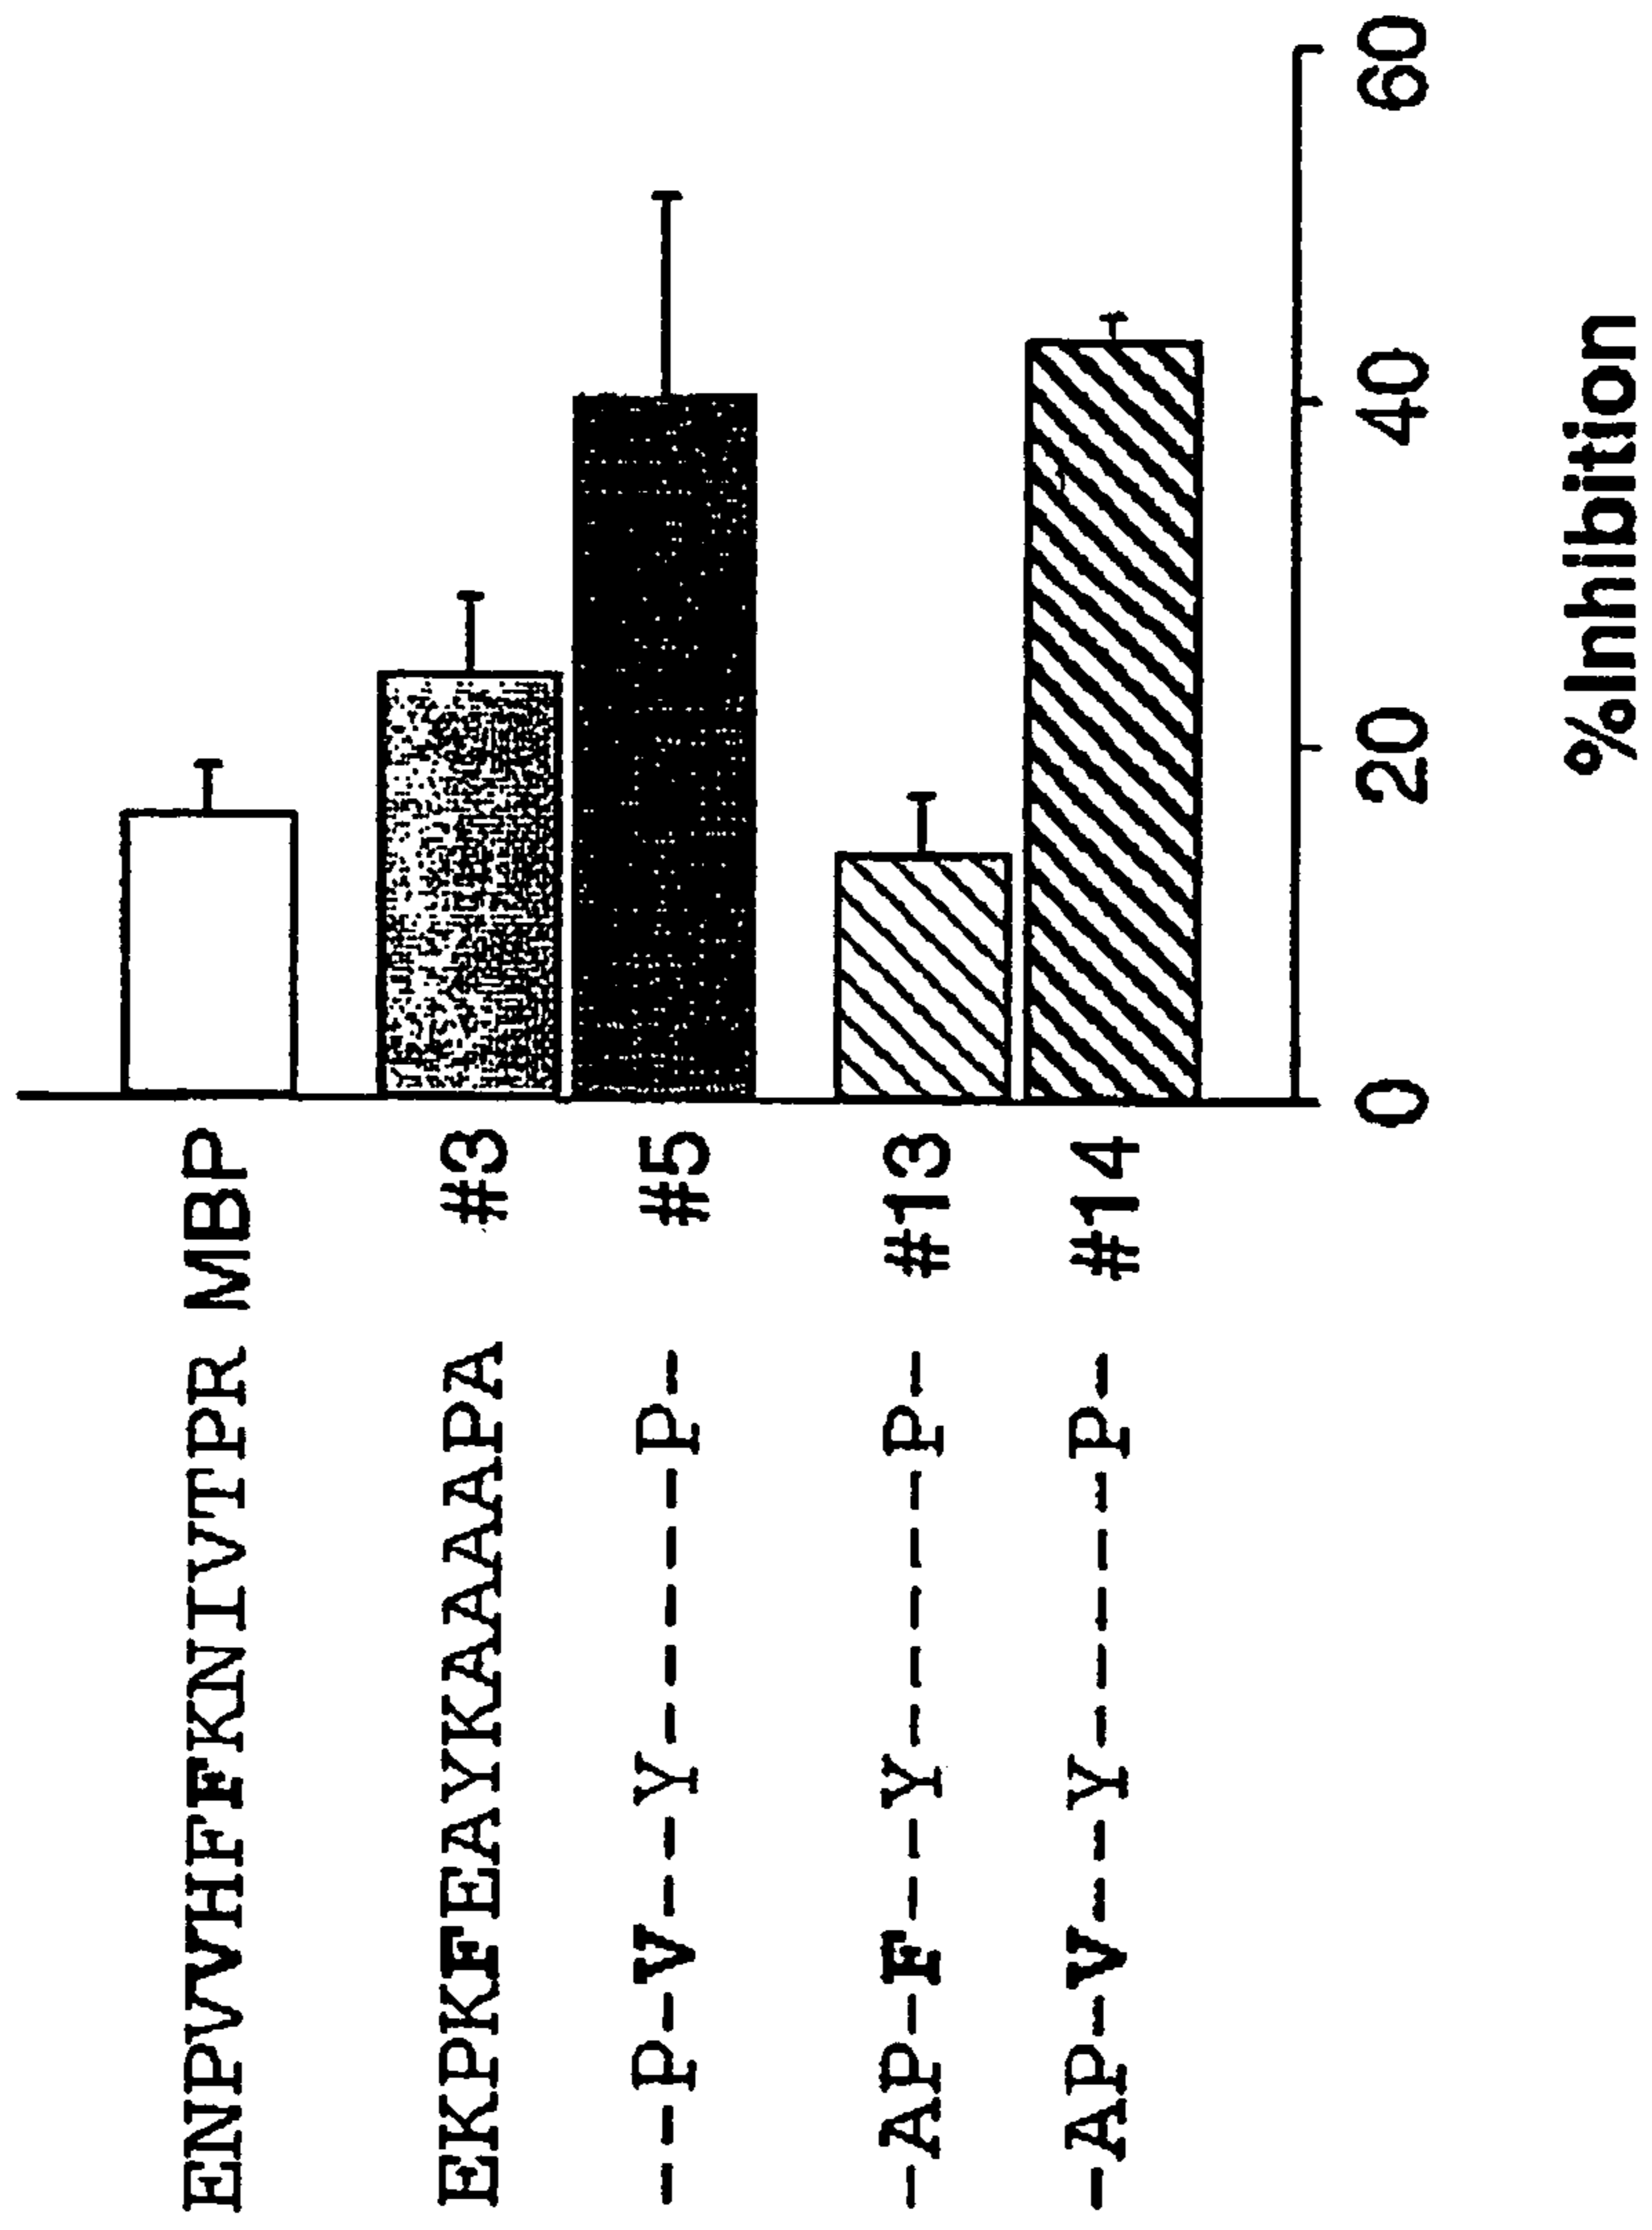 ENPVVHFFKNIVTPR MBP
EKPKFEAYKAAAAPA #3
--P-V--Y-----P- #5
-AP-F--Y-----P- #13
-AP-V--Y-----P- #14
0 20 40 60
%Inhibition